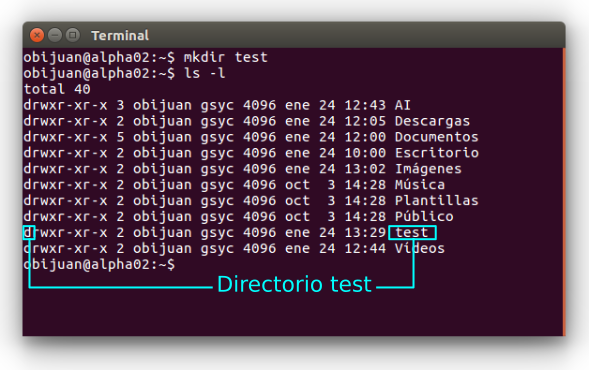 Terminal
obijuan@alpha02:~$ mkdir test
obijuan@alpha02:~$ ls -l
total 40
drwxr-xr-x 3 obijuan gsyc 4096 ene 24 12:43 AI
drwxr-xr-x 2 obijuan gsyc 4096 ene 24 12:05 Descargas
drwxr-xr-x 5 obijuan gsyc 4096 ene 24 12:00 Documentos
drwxr-xr-x 2 obijuan gsyc 4096 ene 24 10:00 Escritorio
drwxr-xr-x 2 obijuan gsyc 4096 ene 24 13:02 Imágenes
drwxr-xr-x 2 obijuan gsyc 4096 oct  3 14:28 Música
drwxr-xr-x 2 obijuan gsyc 4096 oct  3 14:28 Plantillas
drwxr-xr-x 2 obijuan gsyc 4096 oct  3 14:28 Público
drwxr-xr-x 2 obijuan gsyc 4096 ene 24 13:29 test
drwxr-xr-x 2 obijuan gsyc 4096 ene 24 12:44 Vídeos
obijuan@alpha02:~$
Directorio test